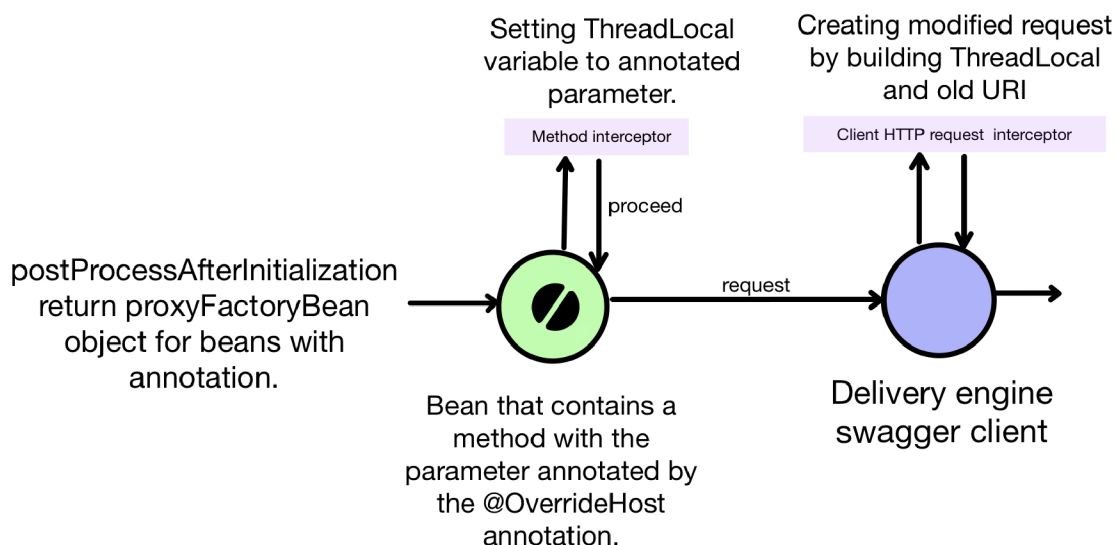 Setting ThreadLocal
variable to annotated
parameter.
Creating modified request
by building ThreadLocal
and old URI
Method interceptor
Client HTTP request interceptor
proceed
postProcessAfterInitialization
return proxyFactoryBean
object for beans with
annotation.
request
Bean that contains a
method with the
parameter annotated by
the @OverrideHost
annotation.
Delivery engine
swagger client